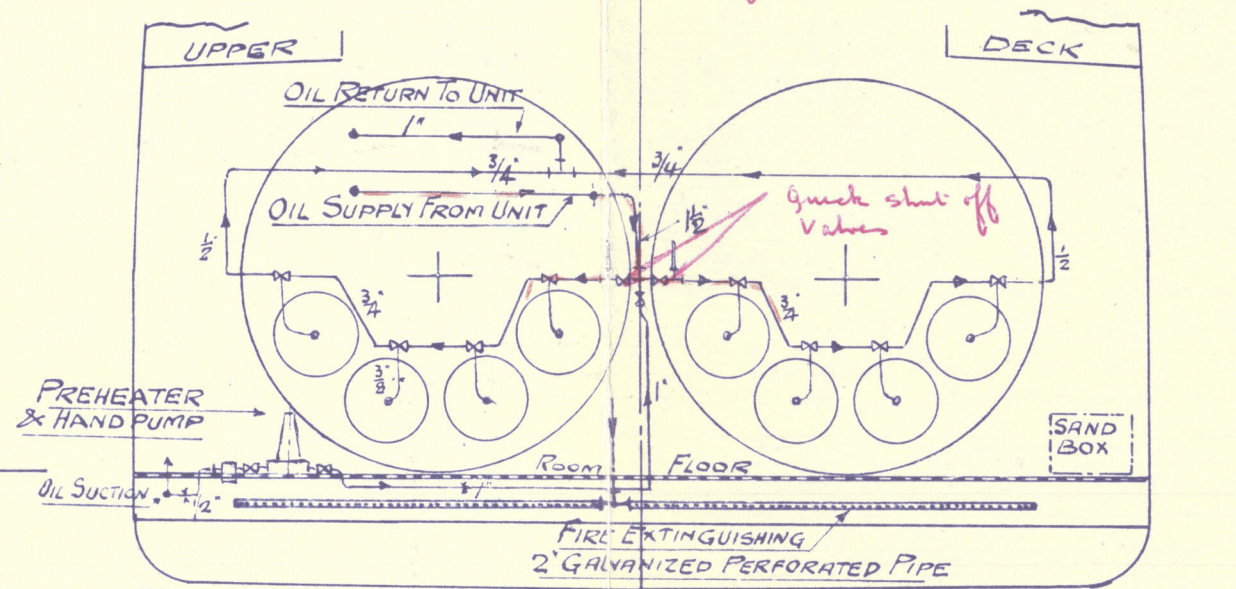 UPPER
DECK
OIL RETURN TO UNIT
1"
3/4"
3/4"
OIL SUPPLY FROM UNIT
1½"
Quick shut off
Valves
½"
½
3/4"
3/4"
3/8"
1"
PREHEATER
& HAND PUMP
SAND
BOX
ROOM FLOOR
OIL SUCTION
1½"
1"
FIRE EXTINGUISHING
2" GALVANIZED PERFORATED PIPE